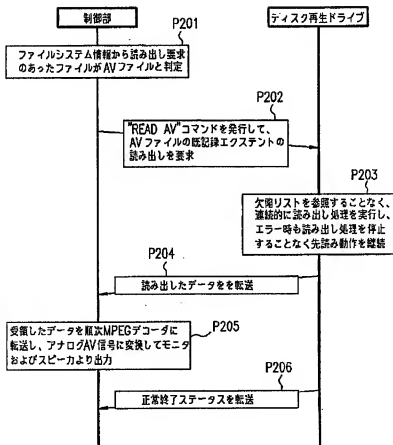 制御部
ディスク再生ドライブ
P201
ファイルシステム情報から読み出し要求
のあったファイルがAVファイルと判定
P202
"READ AV"コマンドを発行して、
AVファイルの既記録エクステントの
読み出しを要求
P203
欠陥リストを参照することなく、
連続的に読み出し処理を実行し、
エラー時も読み出し処理を停止
することなく先読動作を継続
P204
読み出したデータをを転送
P205
受領したデータを順次MPEGデコーダに
転送し、アナログAV信号に変換してモニタ
およびスピーカより出力
P206
正常終了ステータスを転送